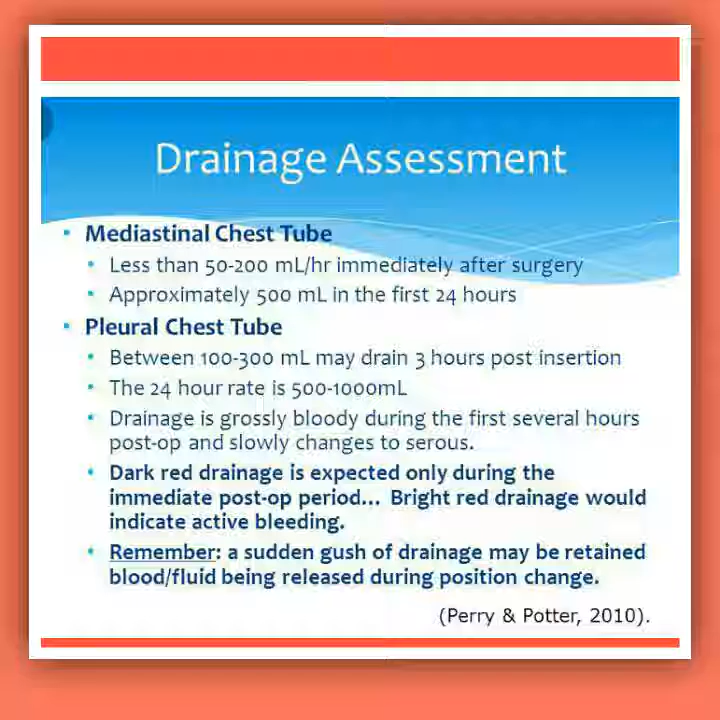 Drainage Assessment
• Mediastinal Chest Tube
• Less than 50-200 mL/hr immediately after surgery
• Approximately 500 mL in the first 24 hours
• Pleural Chest Tube
• Between 100-300 mL may drain 3 hours post insertion
• The 24 hour rate is 500-1000mL
• Drainage is grossly bloody during the first several hours
post-op and slowly changes to serous.
• Dark red drainage is expected only during the
immediate post-op period... Bright red drainage would
indicate active bleeding.
• Remember: a sudden gush of drainage may be retained
blood/fluid being released during position change.
(Perry & Potter, 2010).